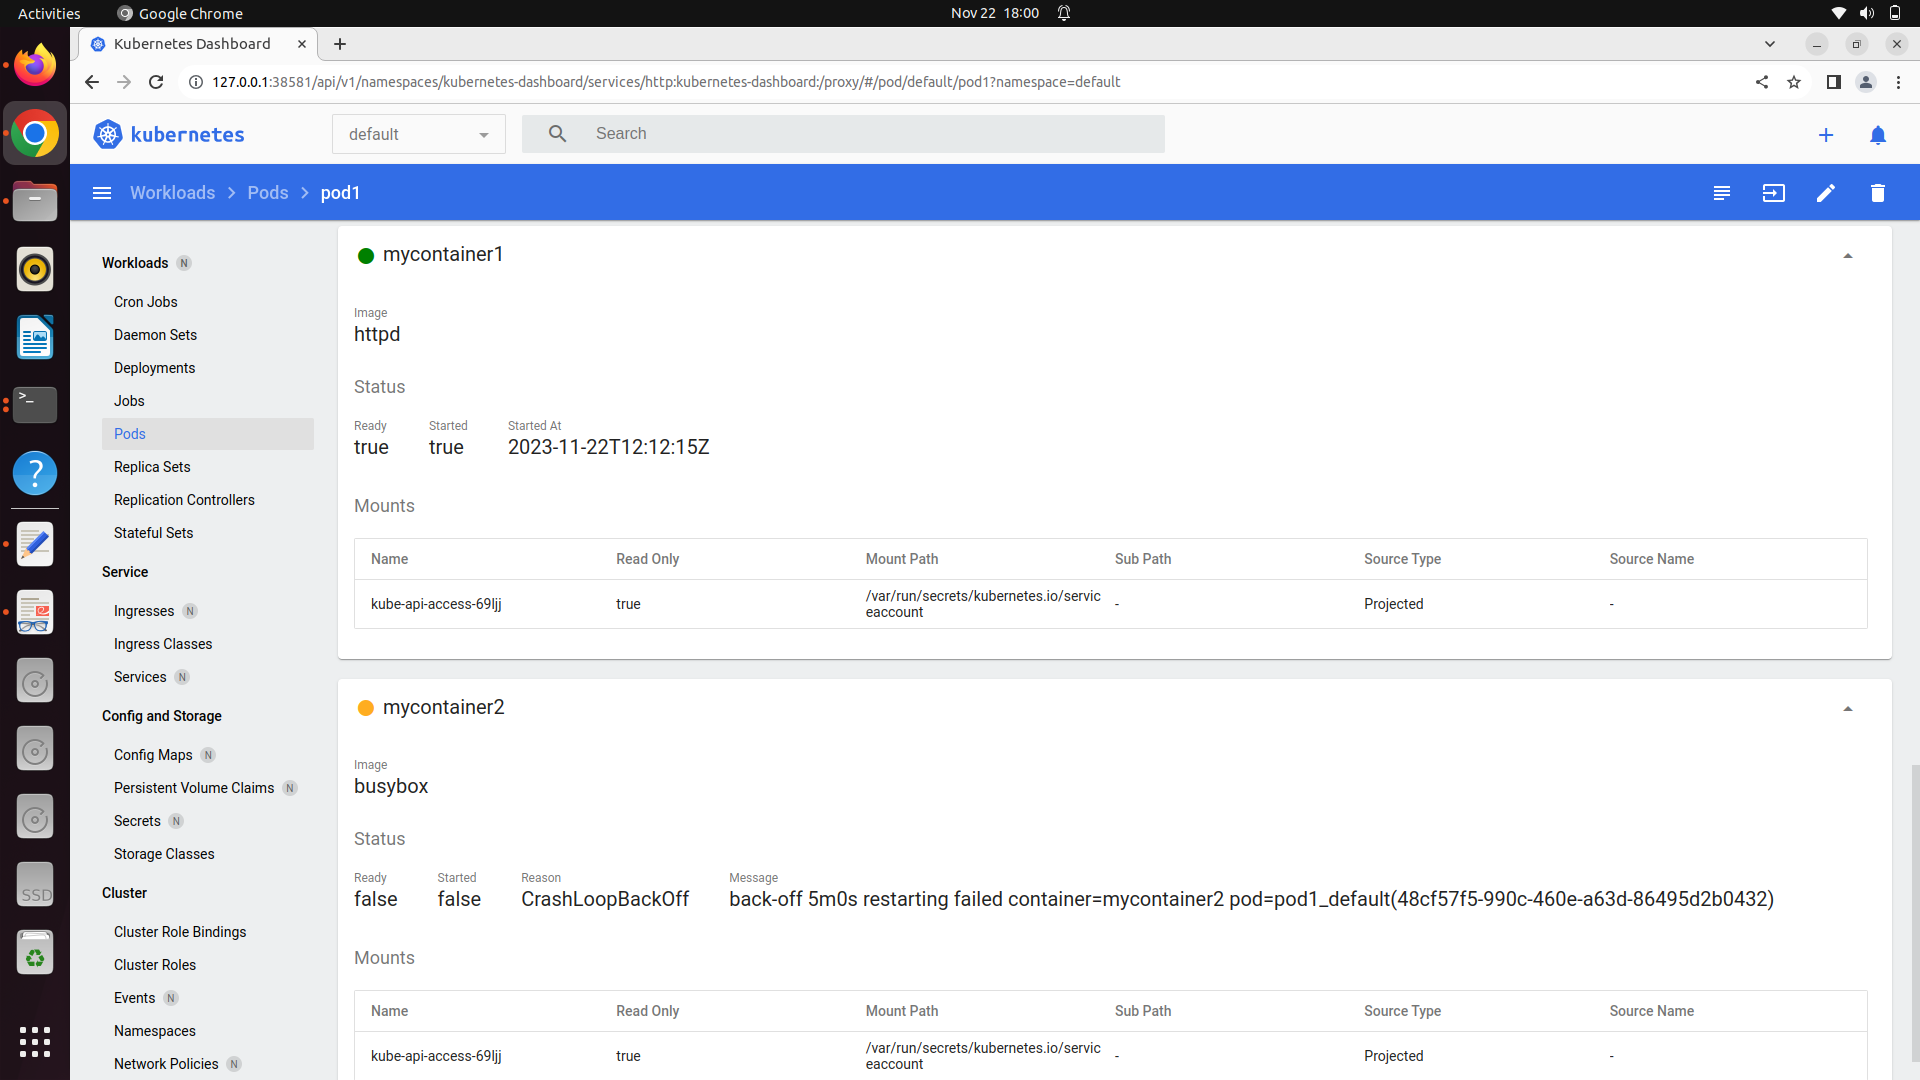 Activities
Google Chrome
Nov 22 18:00
Kubernetes Dashboard
127.0.0.1:38581/api/v1/namespaces/kubernetes-dashboard/services/http:kubernetes-dashboard:/proxy/#/pod/default/pod1?namespace=default
kubernetes
default
Search
Workloads
Pods
pod1
Workloads N
Cron Jobs
Daemon Sets
Deployments
Jobs
Pods
Replica Sets
Replication Controllers
Stateful Sets
Service
Ingresses N
Ingress Classes
Services N
Config and Storage
Config Maps N
Persistent Volume Claims N
Secrets N
Storage Classes
Cluster
Cluster Role Bindings
Cluster Roles
Events N
Namespaces
Network Policies N
mycontainer1
Image
httpd
Status
Ready Started Started At
true true 2023-11-22T12:12:15Z
Mounts
Name Read Only Mount Path Sub Path Source Type Source Name
kube-api-access-69ljj true /var/run/secrets/kubernetes.io/servic - Projected -
eaccount
mycontainer2
Image
busybox
Status
Ready Started Reason Message
false false CrashLoopBackOff back-off 5m0s restarting failed container=mycontainer2 pod=pod1_default(48cf57f5-990c-460e-a63d-86495d2b0432)
Mounts
Name Read Only Mount Path Sub Path Source Type Source Name
kube-api-access-69ljj true /var/run/secrets/kubernetes.io/servic - Projected -
eaccount
>_
?
SSD